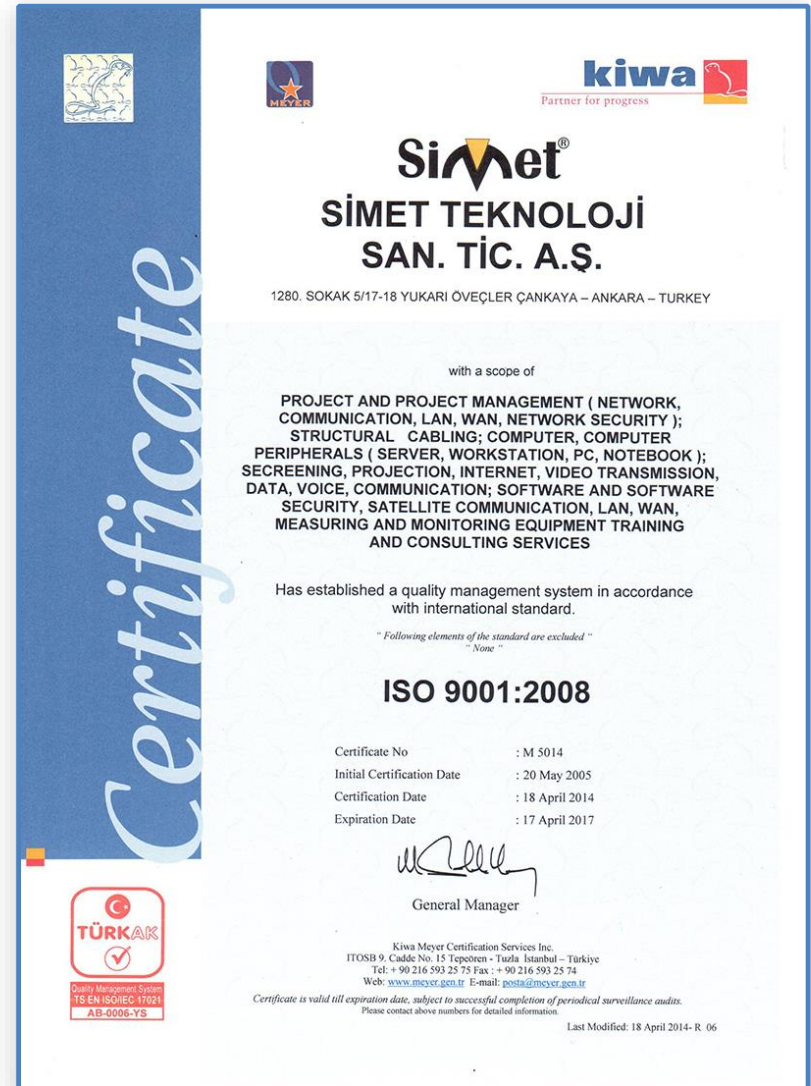 MEYER
kiwa
Partner for progress
Simet®
SİMET TEKNOLOJİ
SAN. TİC. A.Ş.
1280. SOKAK 5/17-18 YUKARI ÖVEÇLER ÇANKAYA – ANKARA – TURKEY
Certificate
with a scope of
PROJECT AND PROJECT MANAGEMENT ( NETWORK,
COMMUNICATION, LAN, WAN, NETWORK SECURITY );
STRUCTURAL CABLING; COMPUTER, COMPUTER
PERIPHERALS ( SERVER, WORKSTATION, PC, NOTEBOOK );
SECREENING, PROJECTION, INTERNET, VIDEO TRANSMISSION,
DATA, VOICE, COMMUNICATION; SOFTWARE AND SOFTWARE
SECURITY, SATELLITE COMMUNICATION, LAN, WAN,
MEASURING AND MONITORING EQUIPMENT TRAINING
AND CONSULTING SERVICES
Has established a quality management system in accordance
with international standard.
" Following elements of the standard are excluded "
" None "
ISO 9001:2008
Certificate No : M 5014
Initial Certification Date : 20 May 2005
Certification Date : 18 April 2014
Expiration Date : 17 April 2017
General Manager
TÜRKAK
Quality Management System
TS EN ISO/IEC 17021
AB-0006-YS
Kiwa Meyer Certification Services Inc.
ITOSB 9. Cadde No. 15 Tepeören - Tuzla İstanbul – Türkiye
Tel: + 90 216 593 25 75 Fax : + 90 216 593 25 74
Web: www.meyer.gen.tr E-mail: posta@meyer.gen.tr
Certificate is valid till expiration date, subject to successful completion of periodical surveillance audits.
Please contact above numbers for detailed information.
Last Modified: 18 April 2014- R 06